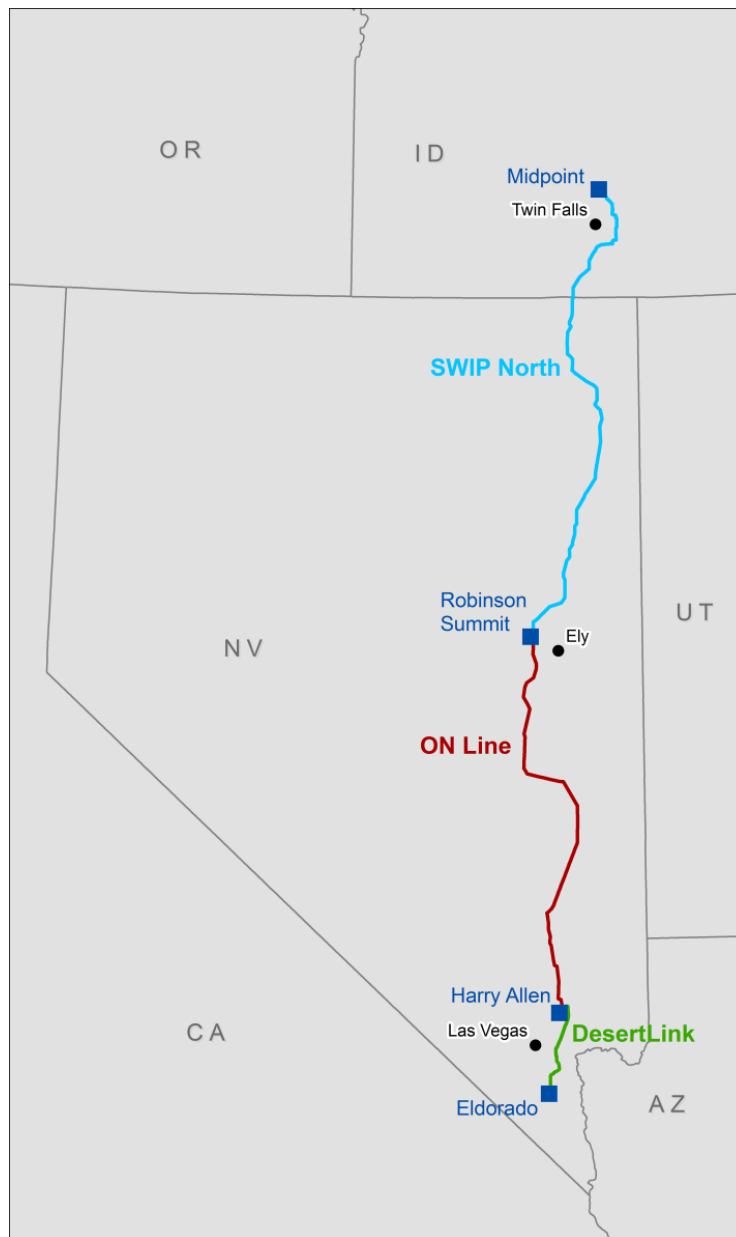 OR
ID
Midpoint
Twin Falls
SWIP North
Robinson
Summit
Ely
UT
NV
ON Line
Harry Allen
Las Vegas
DesertLink
CA
Eldorado
AZ